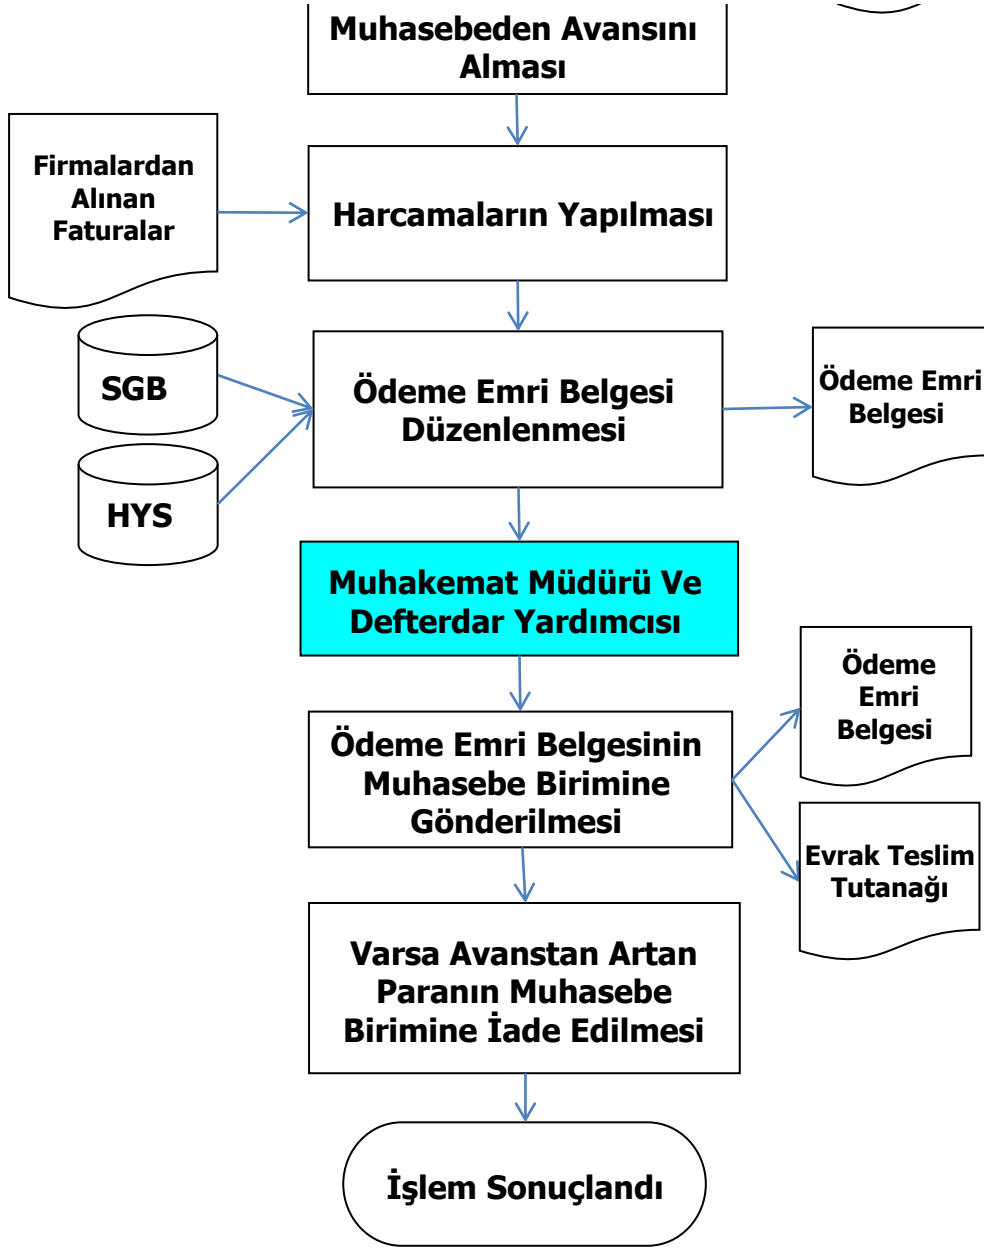 Muhasebeden Avansını
Alması
Firmalardan
Alınan
Faturalar
Harcamaların Yapılması
SGB
HYS
Ödeme Emri Belgesi
Düzenlenmesi
Ödeme Emri
Belgesi
Muhakemat Müdürü Ve
Defterdar Yardımcısı
Ödeme Emri Belgesinin
Muhasebe Birimine
Gönderilmesi
Ödeme
Emri
Belgesi
Evrak Teslim
Tutanağı
Varsa Avanstan Artan
Paranın Muhasebe
Birimine İade Edilmesi
İşlem Sonuçlandı